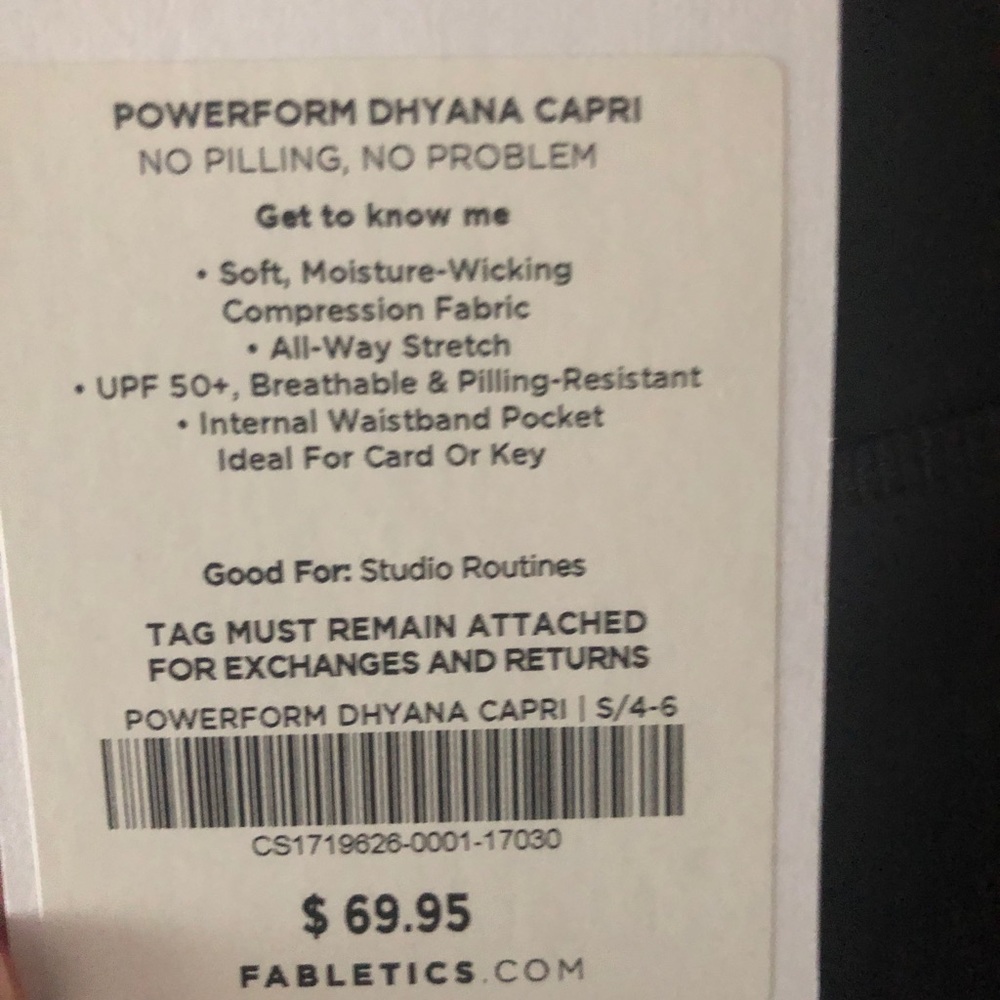 POWERFORM DHYANA CAPRI
NO PILLING, NO PROBLEM
Get to know me
• Soft, Moisture-Wicking
Compression Fabric
• All-Way Stretch
• UPF 50+, Breathable & Pilling-Resistant
• Internal Waistband Pocket
Ideal For Card Or Key
Good For: Studio Routines
TAG MUST REMAIN ATTACHED
FOR EXCHANGES AND RETURNS
POWERFORM DHYANA CAPRI | S/4-6
CS1719626-0001-17030
$ 69.95
FABLETICS.COM